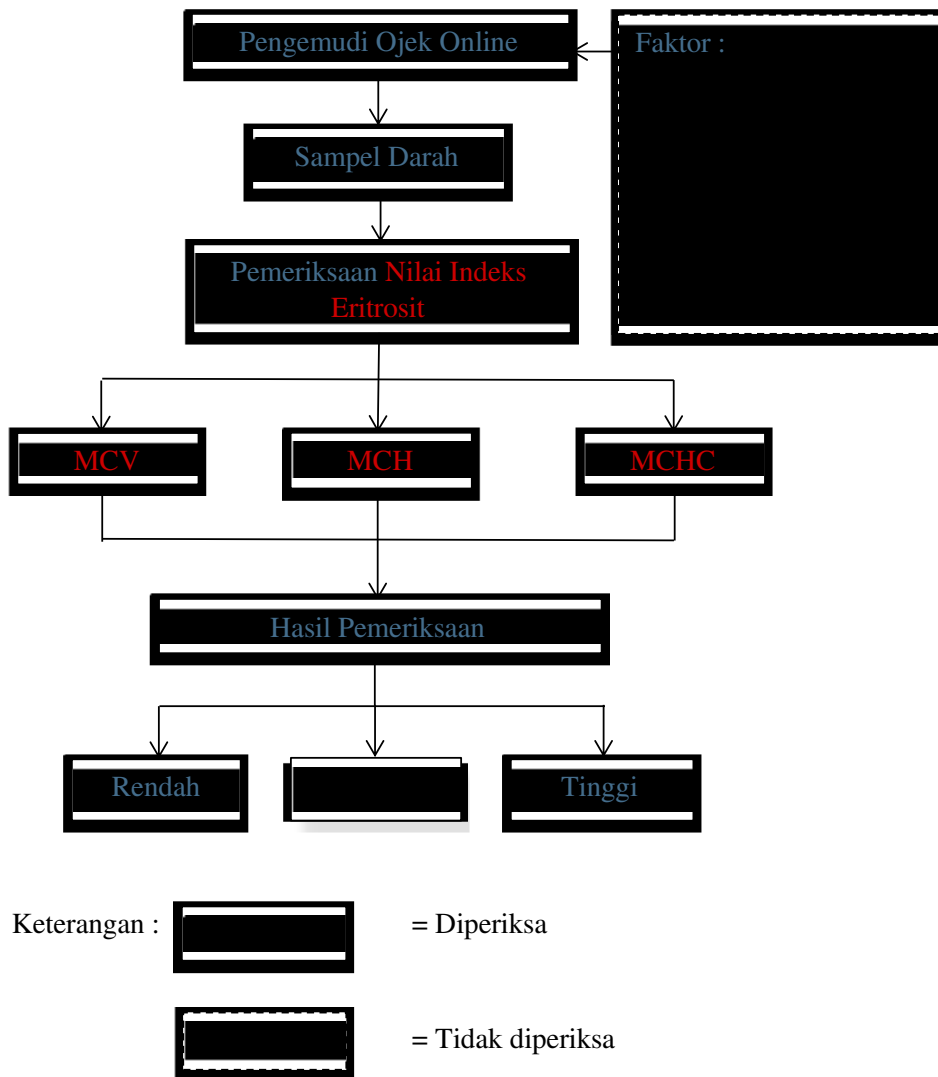 Pengemudi Ojek Online
Faktor :
Sampel Darah
Pemeriksaan Nilai Indeks
Eritrosit
MCV
MCH
MCHC
Hasil Pemeriksaan
Rendah
Tinggi
Keterangan :
= Diperiksa
= Tidak diperiksa